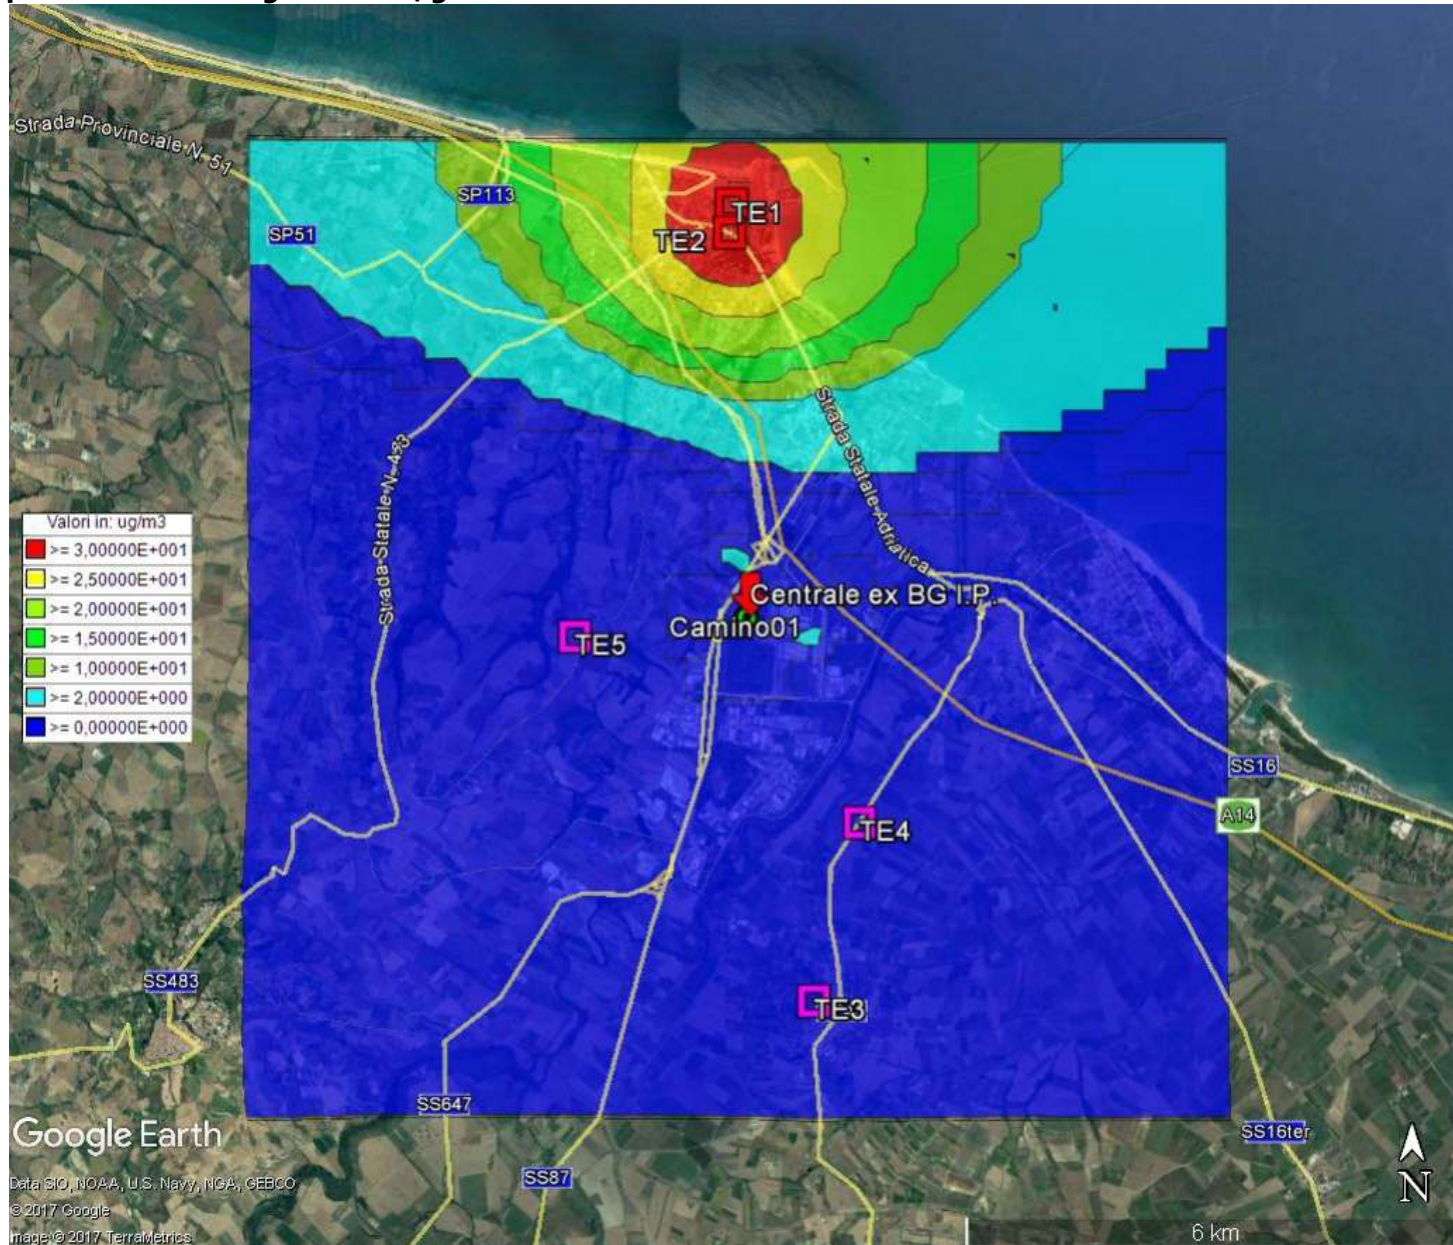 Strada Provinciale N. 51
SP113
SP51
TE1
TE2
Strada Statale N. 483
Strada Statale Adriatica
Valori in: ug/m3
>= 3,00000E+001
>= 2,50000E+001
>= 2,00000E+001
>= 1,50000E+001
>= 1,00000E+001
>= 2,00000E+000
>= 0,00000E+000
Centrale ex BG I.P.
Camino01
TE5
SS16
A14
TE4
SS483
TE3
SS647
Google Earth
SS16ter
SS87
N
Data SIO, NOAA, U.S. Navy, NGA, GEBCO
© 2017 Google
Image © 2017 TerraMetrics
6 km